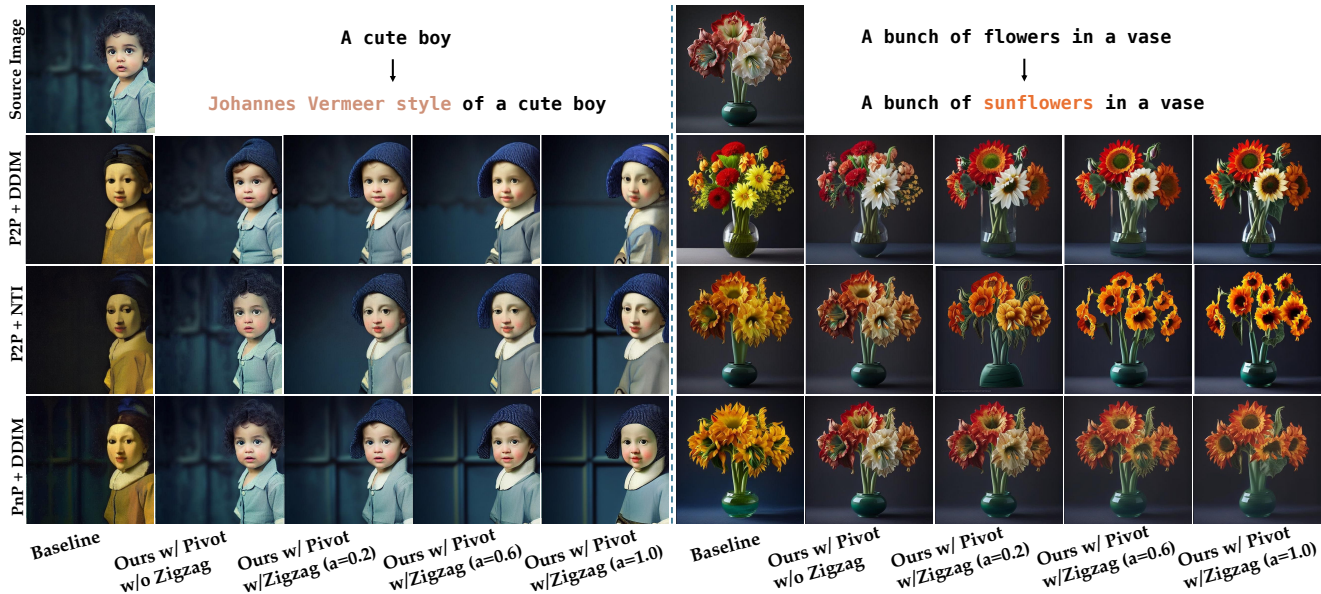 Source Image
A cute boy
Johannes Vermeer style of a cute boy
A bunch of flowers in a vase
A bunch of sunflowers in a vase
P2P + DDIM
P2P + NTI
PnP + DDIM
Baseline
Ours w/ Pivot
w/o Zigzag
Ours w/ Pivot
w/Zigzag (a=0.2)
Ours w/ Pivot
w/Zigzag (a=0.6)
Ours w/ Pivot
w/Zigzag (a=1.0)
Baseline
Ours w/ Pivot
w/o Zigzag
Ours w/ Pivot
w/Zigzag (a=0.2)
Ours w/ Pivot
w/Zigzag (a=0.6)
Ours w/ Pivot
w/Zigzag (a=1.0)